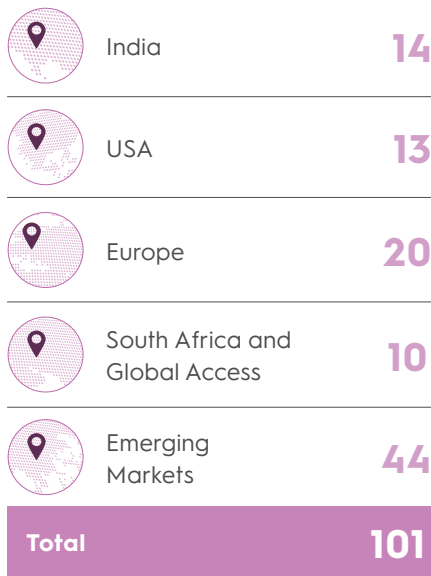 India
14
USA
13
Europe
20
South Africa and
Global Access
10
Emerging
Markets
44
Total
101